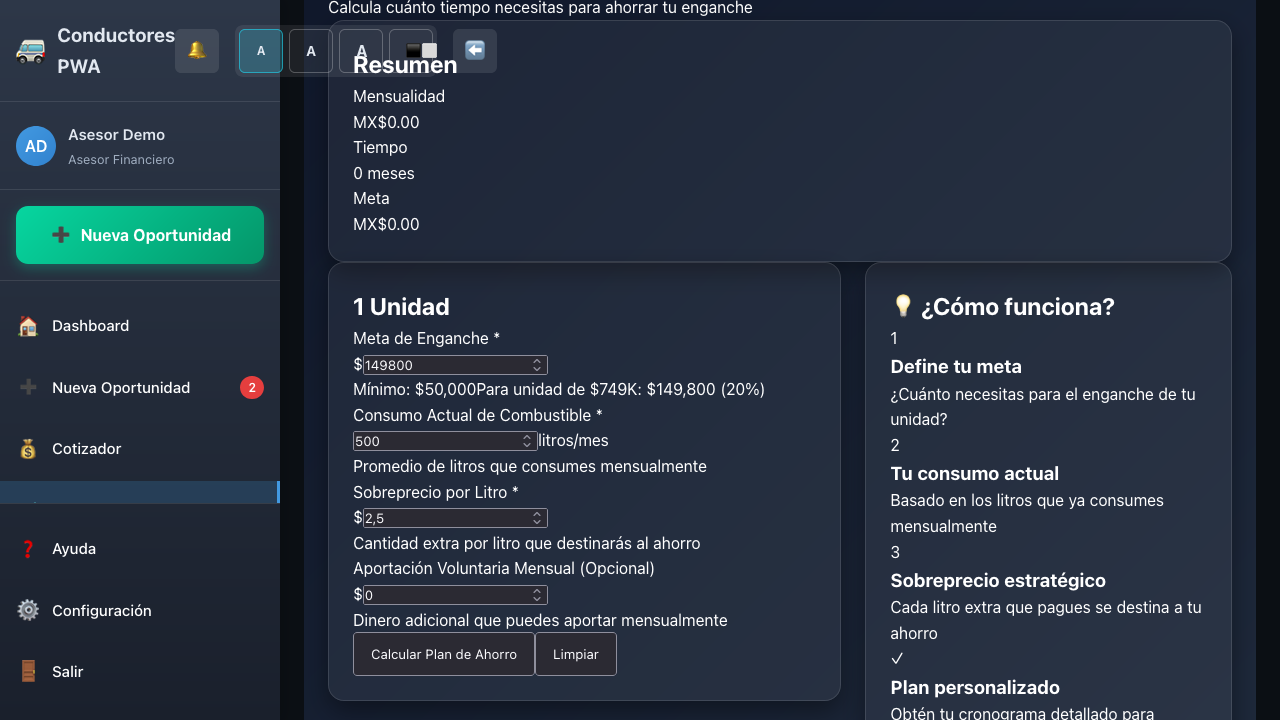 Conductores
PWA
AD
Asesor Demo
Asesor Financiero
➕ Nueva Oportunidad
Dashboard
Nueva Oportunidad
2
Cotizador
Ayuda
Configuración
Salir
A
A
A
Calcula cuánto tiempo necesitas para ahorrar tu enganche
Resumen
Mensualidad
MX$0.00
Tiempo
0 meses
Meta
MX$0.00
1 Unidad
Meta de Enganche *
$149800
Mínimo: $50,000Para unidad de $749K: $149,800 (20%)
Consumo Actual de Combustible *
500 litros/mes
Promedio de litros que consumes mensualmente
Sobreprecio por Litro *
$2,5
Cantidad extra por litro que destinarás al ahorro
Aportación Voluntaria Mensual (Opcional)
$0
Dinero adicional que puedes aportar mensualmente
Calcular Plan de Ahorro
Limpiar
💡 ¿Cómo funciona?
1
Define tu meta
¿Cuánto necesitas para el enganche de tu
unidad?
2
Tu consumo actual
Basado en los litros que ya consumes
mensualmente
3
Sobreprecio estratégico
Cada litro extra que pagues se destina a tu
ahorro
✓
Plan personalizado
Obtén tu cronograma detallado para